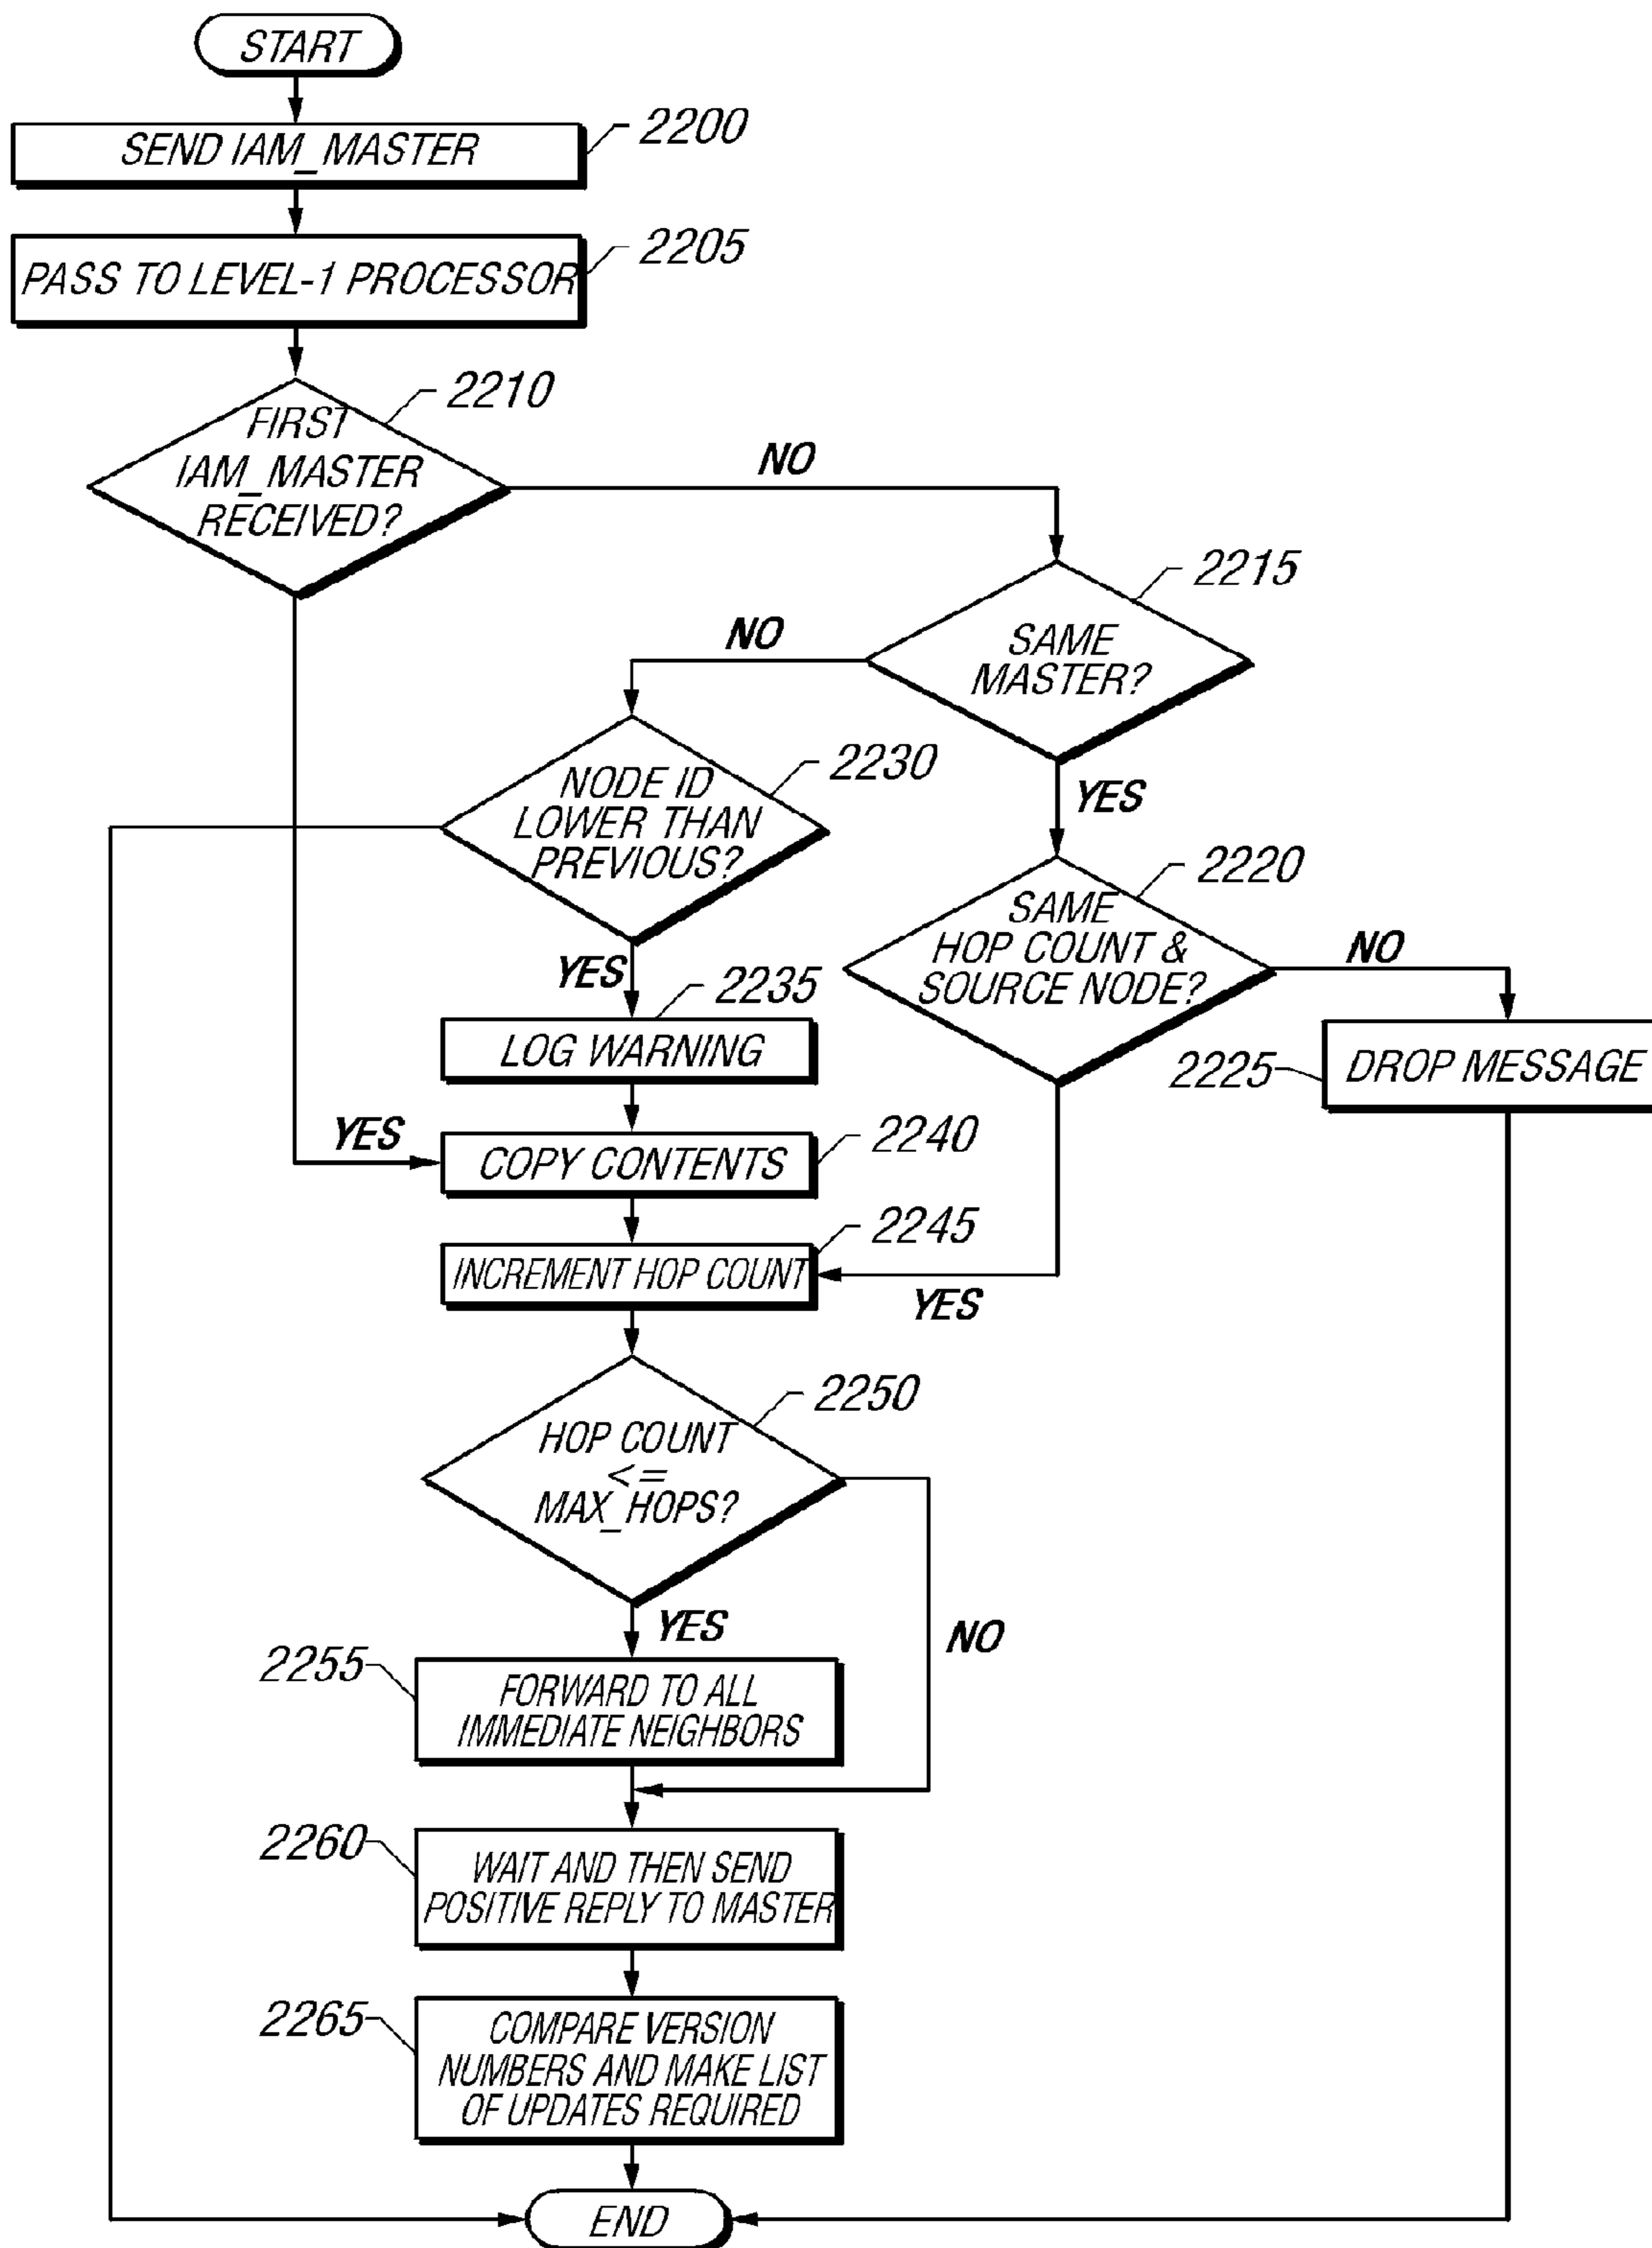 START
SEND IAM_MASTER
2200
PASS TO LEVEL-1 PROCESSOR
2205
FIRST
IAM_MASTER
RECEIVED?
2210
NO
SAME
MASTER?
2215
NO
YES
NODE ID
LOWER THAN
PREVIOUS?
2230
SAME
HOP COUNT &
SOURCE NODE?
2220
NO
YES
LOG WARNING
2235
DROP MESSAGE
2225
YES
COPY CONTENTS
2240
INCREMENT HOP COUNT
2245
YES
HOP COUNT
<=
MAX_HOPS?
2250
YES
NO
2255
FORWARD TO ALL
IMMEDIATE NEIGHBORS
2260
WAIT AND THEN SEND
POSITIVE REPLY TO MASTER
2265
COMPARE VERSION
NUMBERS AND MAKE LIST
OF UPDATES REQUIRED
END